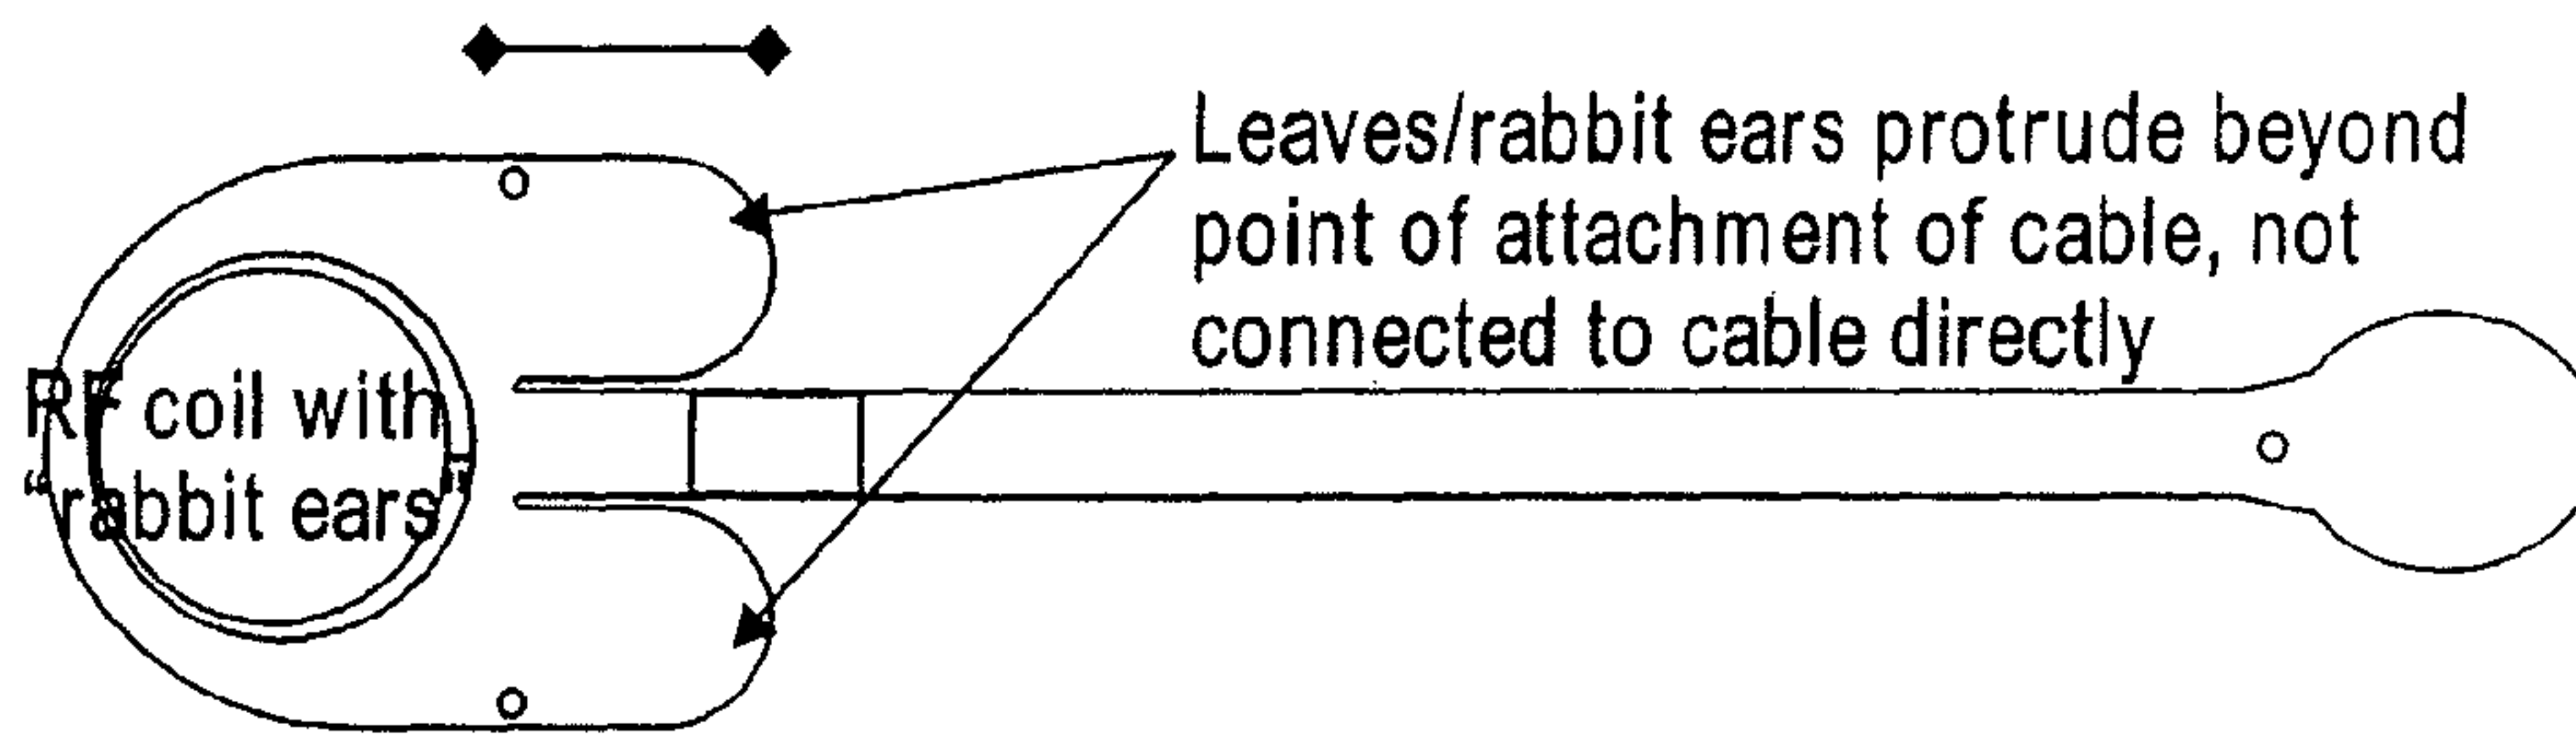 Leaves/rabbit ears protrude beyond
point of attachment of cable, not
connected to cable directly
RF coil with
“rabbit ears”